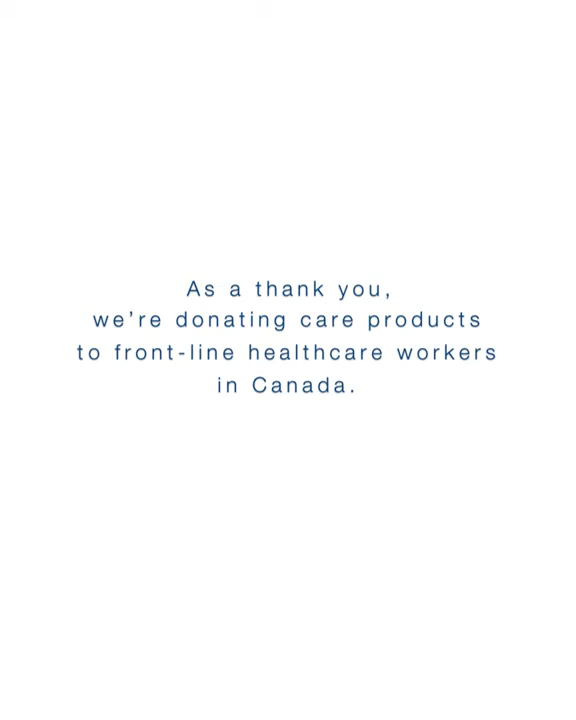 As a thank you,
we’re donating care products
to front-line healthcare workers
in Canada.